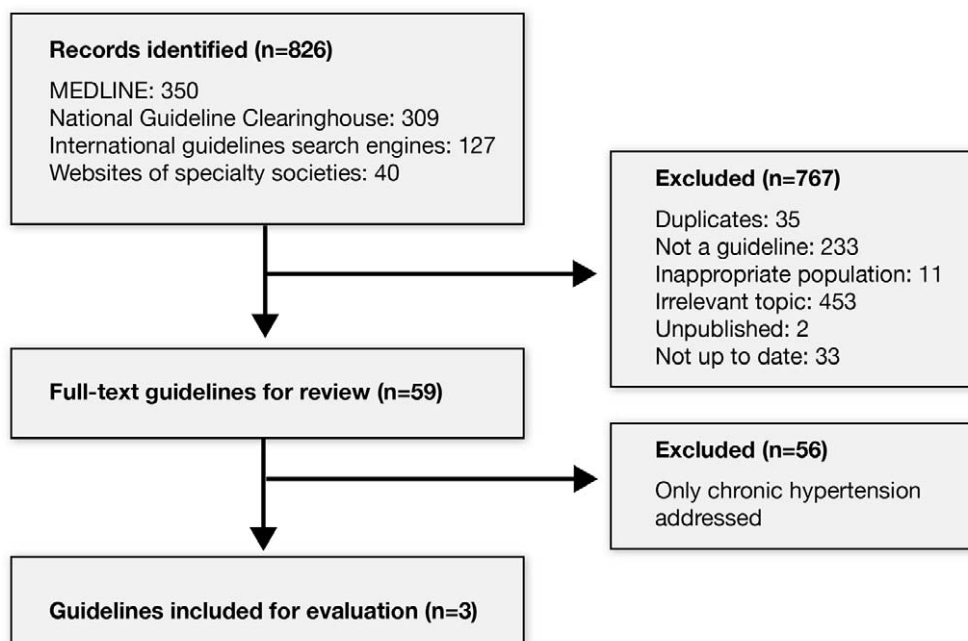 Records identified (n=826)
MEDLINE: 350
National Guideline Clearinghouse: 309
International guidelines search engines: 127
Websites of specialty societies: 40
Excluded (n=767)
Duplicates: 35
Not a guideline: 233
Inappropriate population: 11
Irrelevant topic: 453
Unpublished: 2
Not up to date: 33
Full-text guidelines for review (n=59)
Excluded (n=56)
Only chronic hypertension
addressed
Guidelines included for evaluation (n=3)